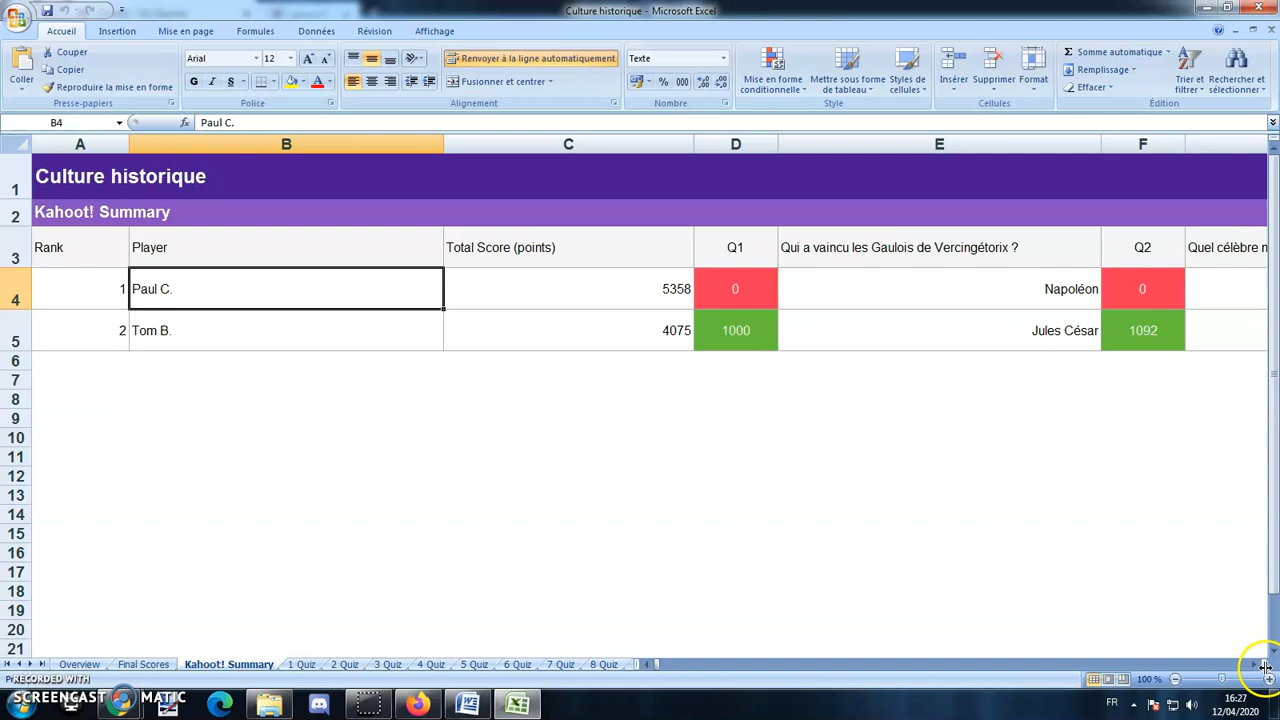 Culture historique - Microsoft Excel
Accueil Insertion Mise en page Formules Données Révision Affichage
Coller
Couper
Copier
Reproduire la mise en forme
Presse-papiers
Arial 12
G I S
Police
Renvoyer à la ligne automatiquement
Fusionner et centrer
Alignement
Texte
% 000
Nombre
Mise en forme conditionnelle
Mettre sous forme de tableau
Styles de cellules
Style
Insérer Supprimer Format
Cellules
Somme automatique
Remplissage
Effacer
Trier et filtrer
Rechercher et sélectionner
Édition
B4 fx Paul C.
A B C D E F
1 Culture historique
2 Kahoot! Summary
3 Rank Player Total Score (points) Q1 Qui a vaincu les Gaulois de Vercingétorix ? Q2 Quel célèbre
4 1 Paul C. 5358 0 Napoléon 0
5 2 Tom B. 4075 1000 Jules César 1092
6
7
8
9
10
11
12
13
14
15
16
17
18
19
20
21
Overview Final Scores Kahoot! Summary 1 Quiz 2 Quiz 3 Quiz 4 Quiz 5 Quiz 6 Quiz 7 Quiz 8 Quiz
100 %
RECORDED WITH
SCREENCAST MATIC
FR
16:27
12/04/2020